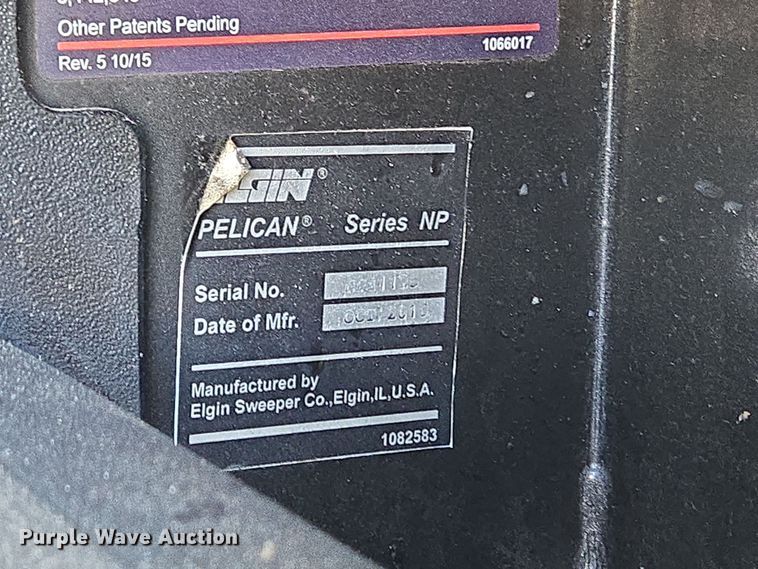 Other Patents Pending
Rev. 5 10/15
1066017
PELICAN® Series NP
Serial No.
Date of Mfr.
Manufactured by
Elgin Sweeper Co.,Elgin,IL,U.S.A.
1082583
Purple Wave Auction